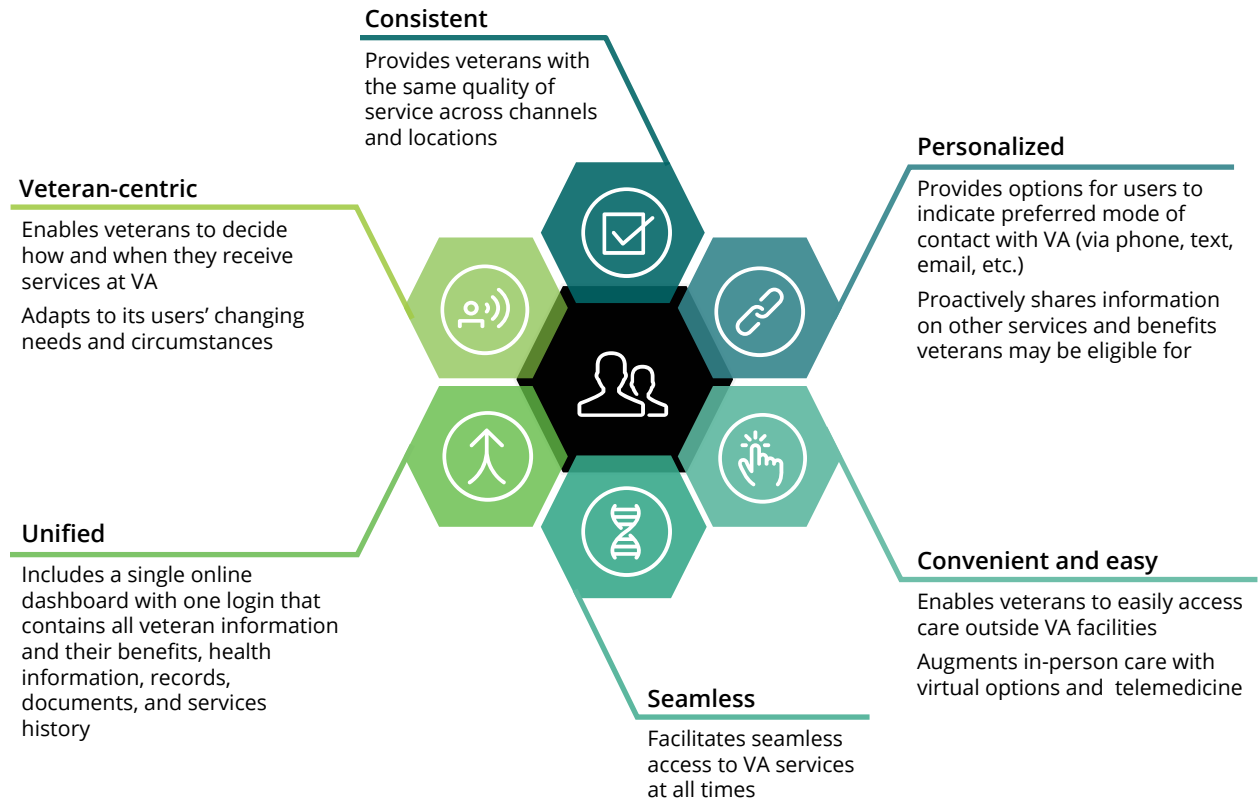 Consistent
Provides veterans with
the same quality of
service across channels
and locations
Personalized
Provides options for users to
indicate preferred mode of
contact with VA (via phone, text,
email, etc.)
Proactively shares information
on other services and benefits
veterans may be eligible for
Veteran-centric
Enables veterans to decide
how and when they receive
services at VA
Adapts to its users’ changing
needs and circumstances
Unified
Includes a single online
dashboard with one login that
contains all veteran information
and their benefits, health
information, records,
documents, and services
history
Convenient and easy
Enables veterans to easily access
care outside VA facilities
Augments in-person care with
virtual options and  telemedicine
Seamless
Facilitates seamless
access to VA services
at all times